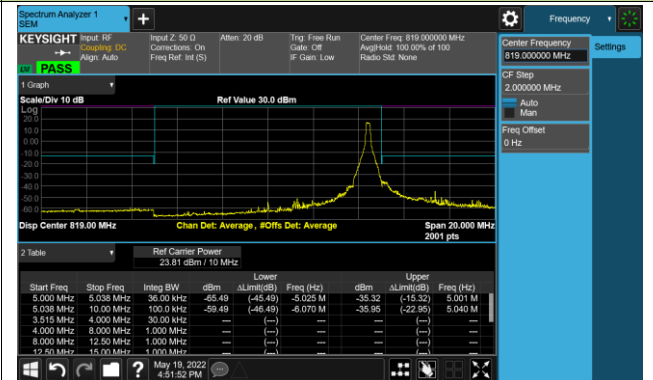 Spectrum Analyzer 1
SEM
+
Frequency
KEYSIGHT
Input: RF
Coupling: DC
Align: Auto
Input Z: 50 Ω
Corrections: On
Freq Ref: Int (S)
Atten: 20 dB
Trig: Free Run
Gate: Off
IF Gain: Low
Center Freq: 819.000000 MHz
Avg|Hold: 100.00% of 100
Radio Std: None
PASS
Center Frequency
819.000000 MHz
Settings
CF Step
2.000000 MHz
Auto
Man
Freq Offset
0 Hz
1 Graph
Scale/Div 10 dB
Ref Value 30.0 dBm
Log
20.0
10.0
0.00
-10.0
-20.0
-30.0
-40.0
-50.0
-60.0
Disp Center 819.00 MHz
Chan Det: Average, #Offs Det: Average
Span 20.000 MHz
2001 pts
2 Table
Ref Carrier Power
23.81 dBm / 10 MHz
Lower Upper
Start Freq Stop Freq Integ BW dBm ΔLimit(dB) Freq (Hz) dBm ΔLimit(dB) Freq (Hz)
5.000 MHz 5.038 MHz 36.00 kHz -65.49 (-45.49) -5.025 M -35.32 (-15.32) 5.001 M
5.038 MHz 10.00 MHz 100.0 kHz -59.49 (-46.49) -6.070 M -35.95 (-22.95) 5.040 M
3.515 MHz 4.000 MHz 30.00 kHz --- (---) --- --- (---) ---
4.000 MHz 8.000 MHz 1.000 MHz --- (---) --- --- (---) ---
8.000 MHz 12.50 MHz 1.000 MHz --- (---) --- --- (---) ---
12.50 MHz 15.00 MHz 1.000 MHz --- (---) --- --- (---) ---
?
May 19, 2022
4:51:52 PM